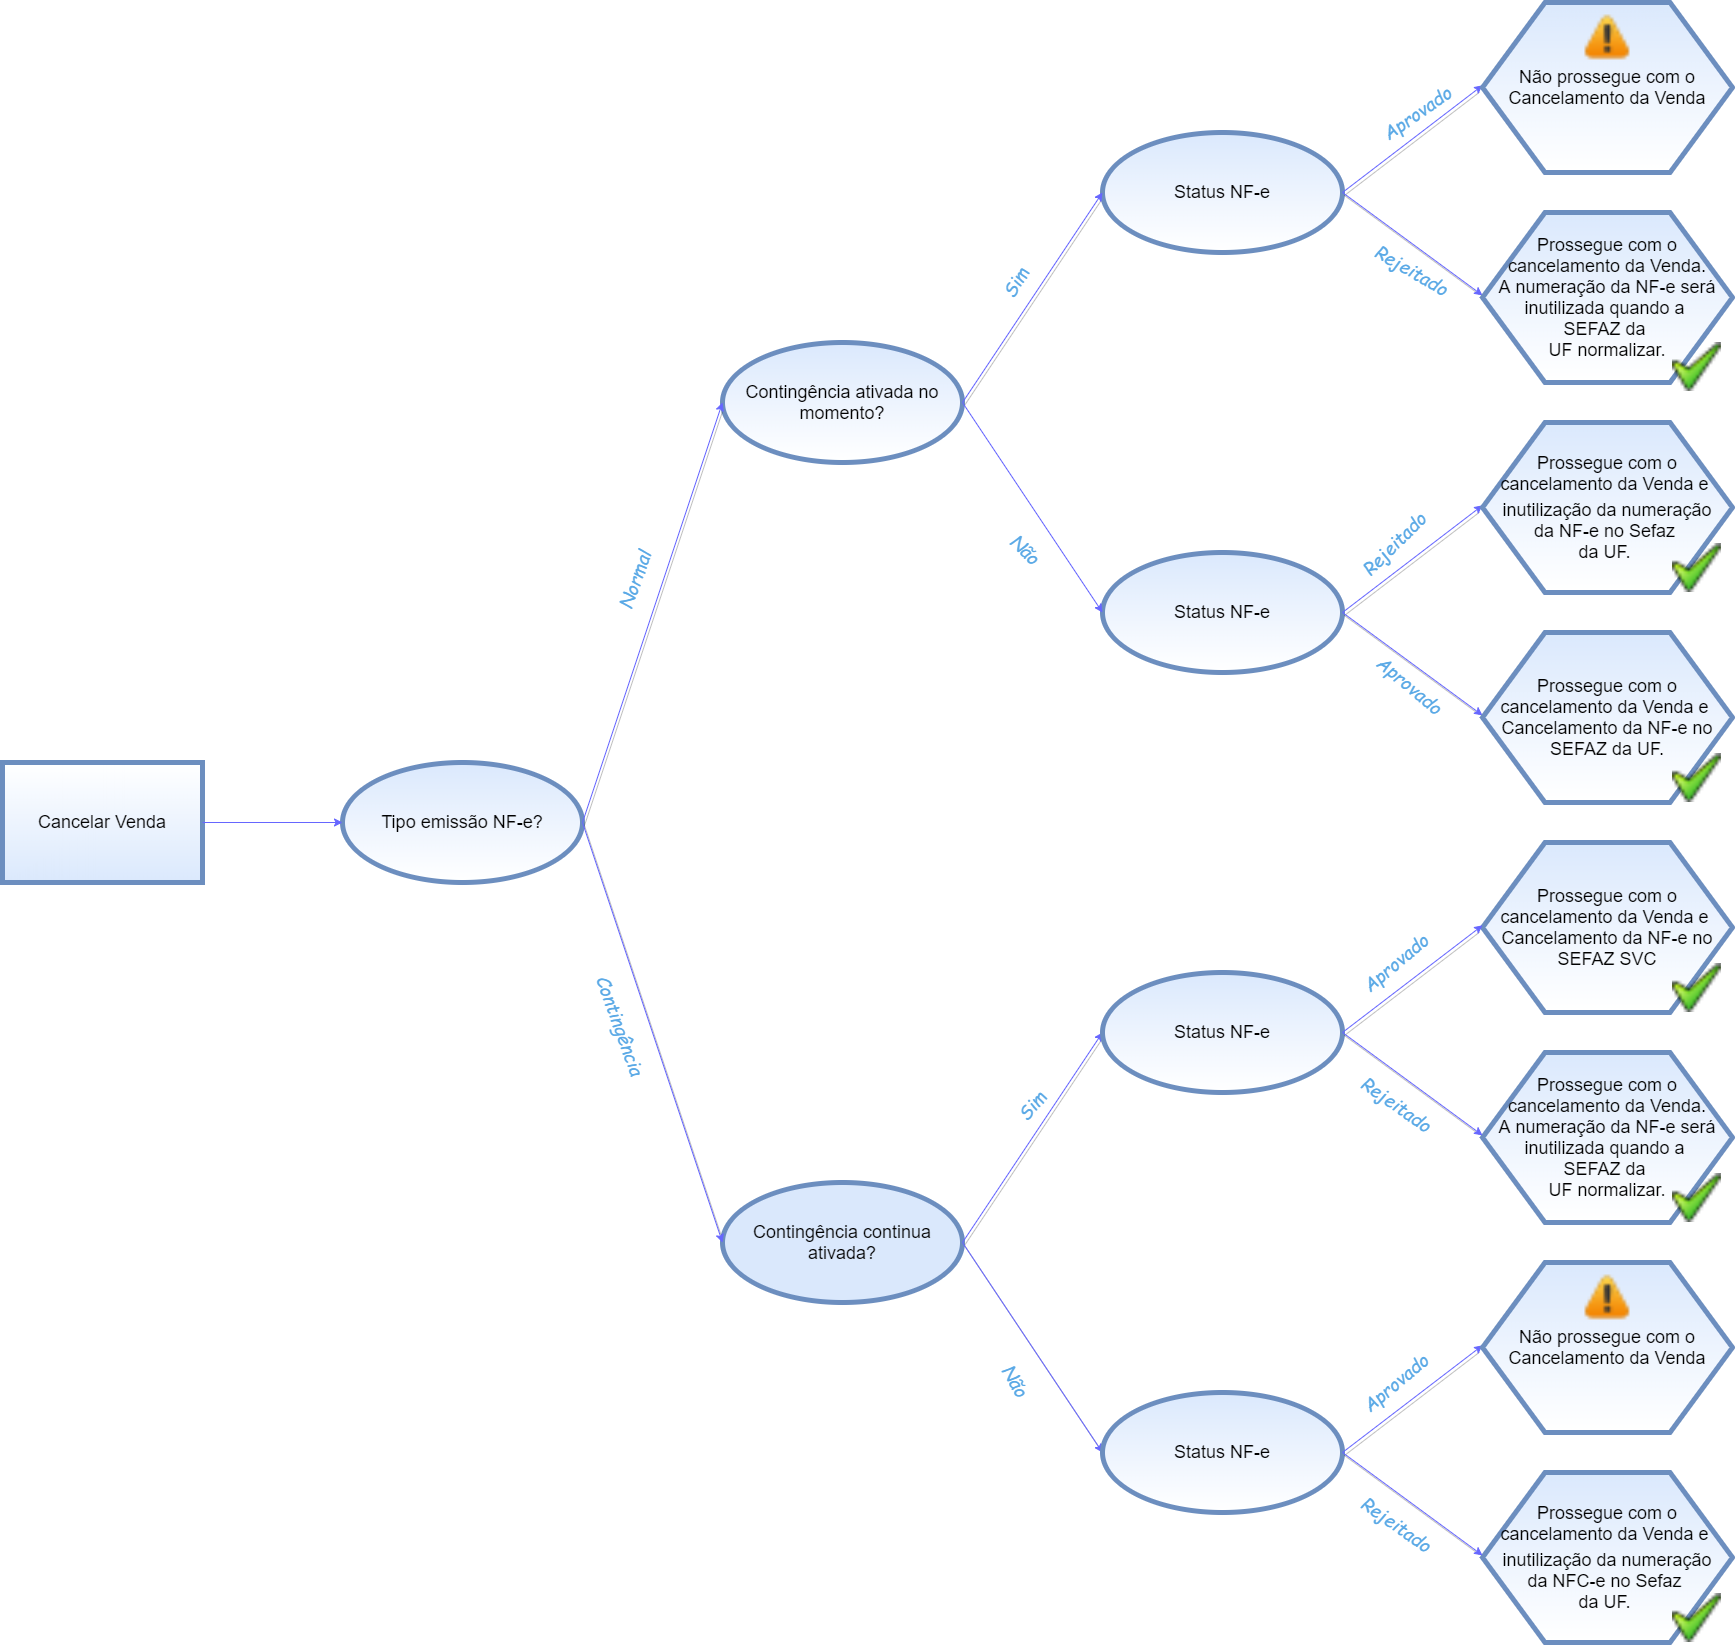 Cancelar Venda
Tipo emissão NF-e?
Normal
Contingência
Contingência ativada no
momento?
Sim
Não
Status NF-e
Aprovado
Rejeitado
Não prossegue com o
Cancelamento da Venda
Prossegue com o
cancelamento da Venda.
A numeração da NF-e será
inutilizada quando a
SEFAZ da
UF normalizar.
Status NF-e
Rejeitado
Aprovado
Prossegue com o
cancelamento da Venda e
inutilização da numeração
da NF-e no Sefaz
da UF.
Prossegue com o
cancelamento da Venda e
Cancelamento da NF-e no
SEFAZ da UF.
Contingência continua
ativada?
Sim
Não
Status NF-e
Aprovado
Rejeitado
Prossegue com o
cancelamento da Venda e
Cancelamento da NF-e no
SEFAZ SVC
Prossegue com o
cancelamento da Venda.
A numeração da NF-e será
inutilizada quando a
SEFAZ da
UF normalizar.
Status NF-e
Aprovado
Rejeitado
Não prossegue com o
Cancelamento da Venda
Prossegue com o
cancelamento da Venda e
inutilização da numeração
da NFC-e no Sefaz
da UF.